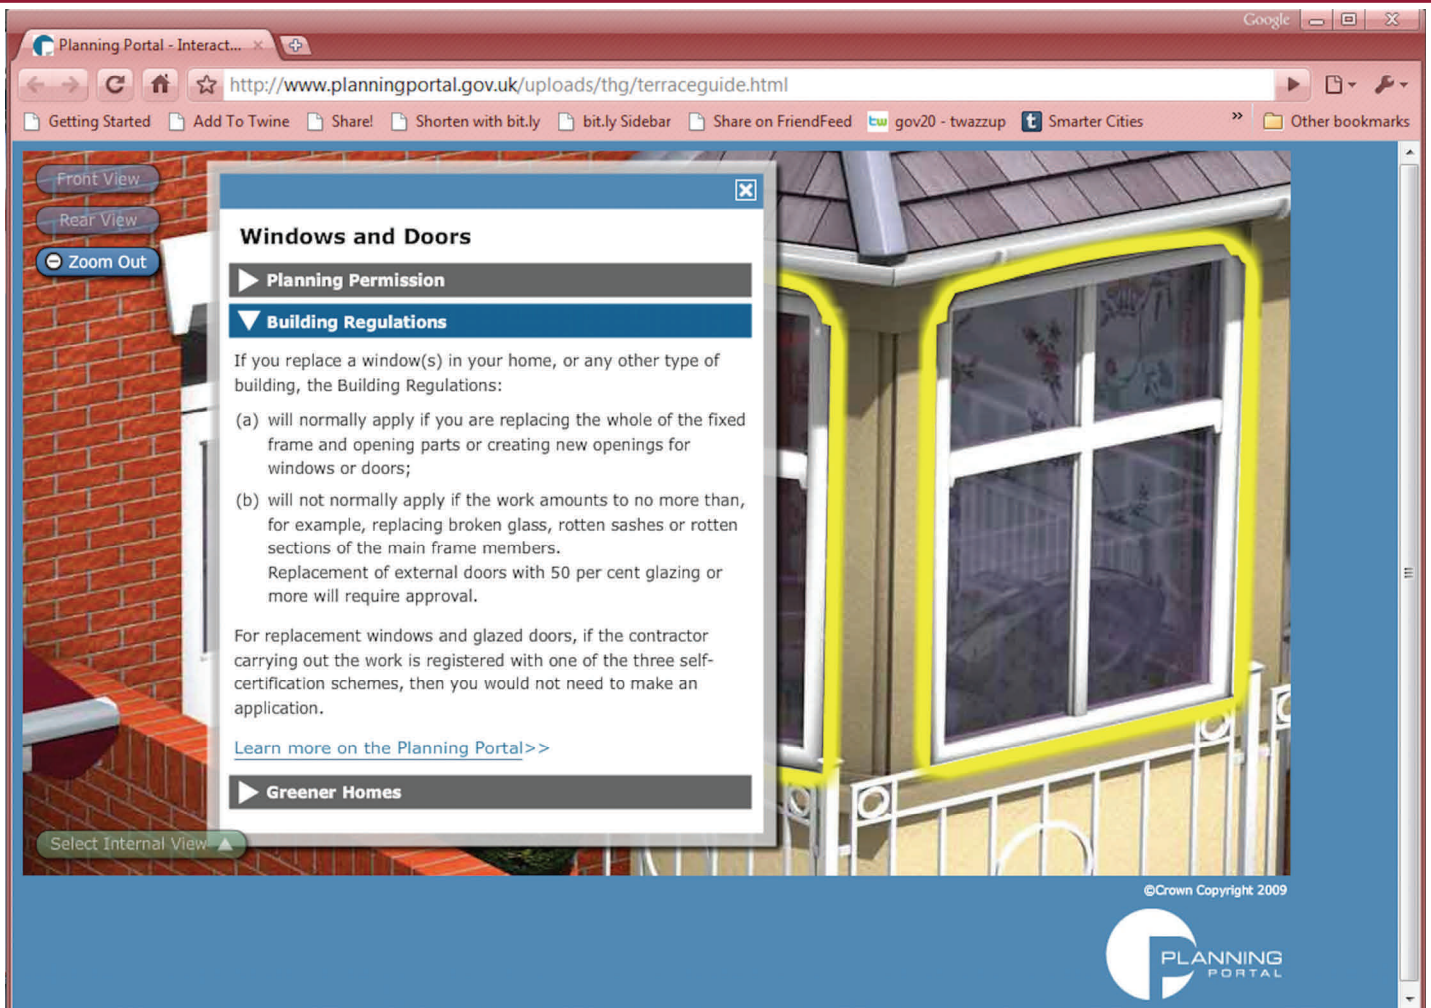 Google
Planning Portal - Interact...
http://www.planningportal.gov.uk/uploads/thg/terraceguide.html
Getting Started Add To Twine Share! Shorten with bit.ly bit.ly Sidebar Share on FriendFeed tw gov20 - twazzup t Smarter Cities » Other bookmarks
Front View
Rear View
Zoom Out
Windows and Doors
Planning Permission
Building Regulations
If you replace a window(s) in your home, or any other type of
building, the Building Regulations:
(a) will normally apply if you are replacing the whole of the fixed
frame and opening parts or creating new openings for
windows or doors;
(b) will not normally apply if the work amounts to no more than,
for example, replacing broken glass, rotten sashes or rotten
sections of the main frame members.
Replacement of external doors with 50 per cent glazing or
more will require approval.
For replacement windows and glazed doors, if the contractor
carrying out the work is registered with one of the three self-
certification schemes, then you would not need to make an
application.
Learn more on the Planning Portal>>
Greener Homes
Select Internal View
©Crown Copyright 2009
PLANNING
PORTAL